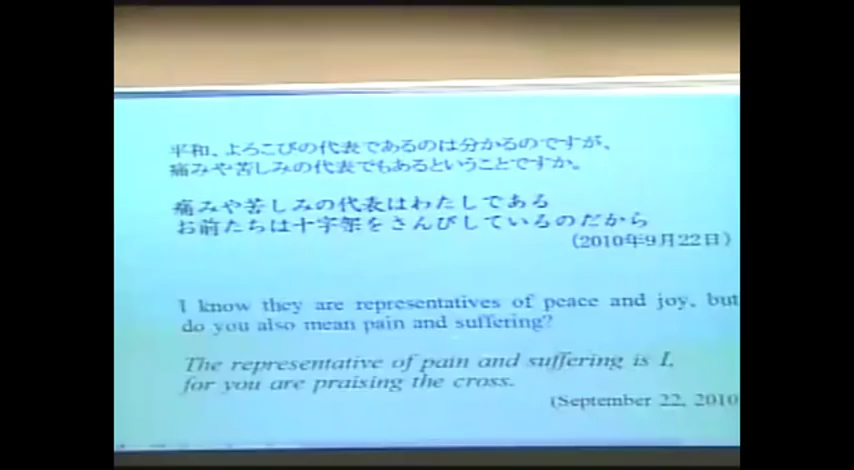 平和、よろこびの代表であるのは分かるのですが、
痛みや苦しみの代表でもあるということですか。
痛みや苦しみの代表はわたしである
お前たちは十字架をさんびしているのだから
(2010年9月22日)
I know they are representatives of peace and joy, but
do you also mean pain and suffering?
The representative of pain and suffering is I,
for you are praising the cross.
(September 22, 2010